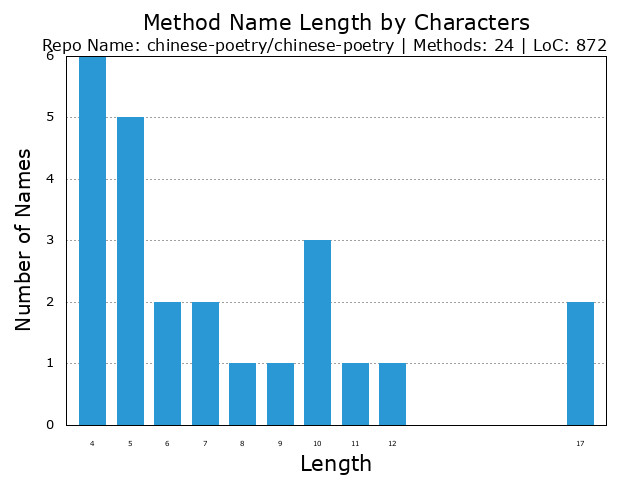 Method Name Length by Characters
Repo Name: chinese-poetry/chinese-poetry | Methods: 24 | LoC: 872
6
5
4
3
2
1
0
Number of Names
4 5 6 7 8 9 10 11 12 17
Length